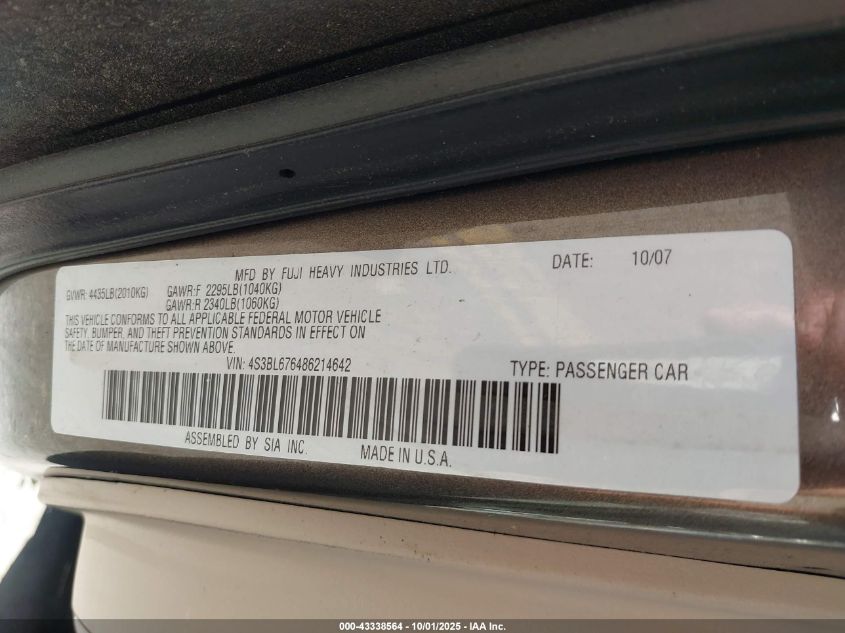 MFD BY FUJI HEAVY INDUSTRIES LTD. DATE: 10/07
GVWR: 4435LB(2010KG) GAWR:F 2295LB(1040KG)
GAWR:R 2340LB(1060KG)
THIS VEHICLE CONFORMS TO ALL APPLICABLE FEDERAL MOTOR VEHICLE
SAFETY, BUMPER, AND THEFT PREVENTION STANDARDS IN EFFECT ON
THE DATE OF MANUFACTURE SHOWN ABOVE.
VIN: 4S3BL676486214642 TYPE: PASSENGER CAR
ASSEMBLED BY SIA INC. MADE IN U.S.A.
000-43338564 - 10/01/2025 - IAA Inc.